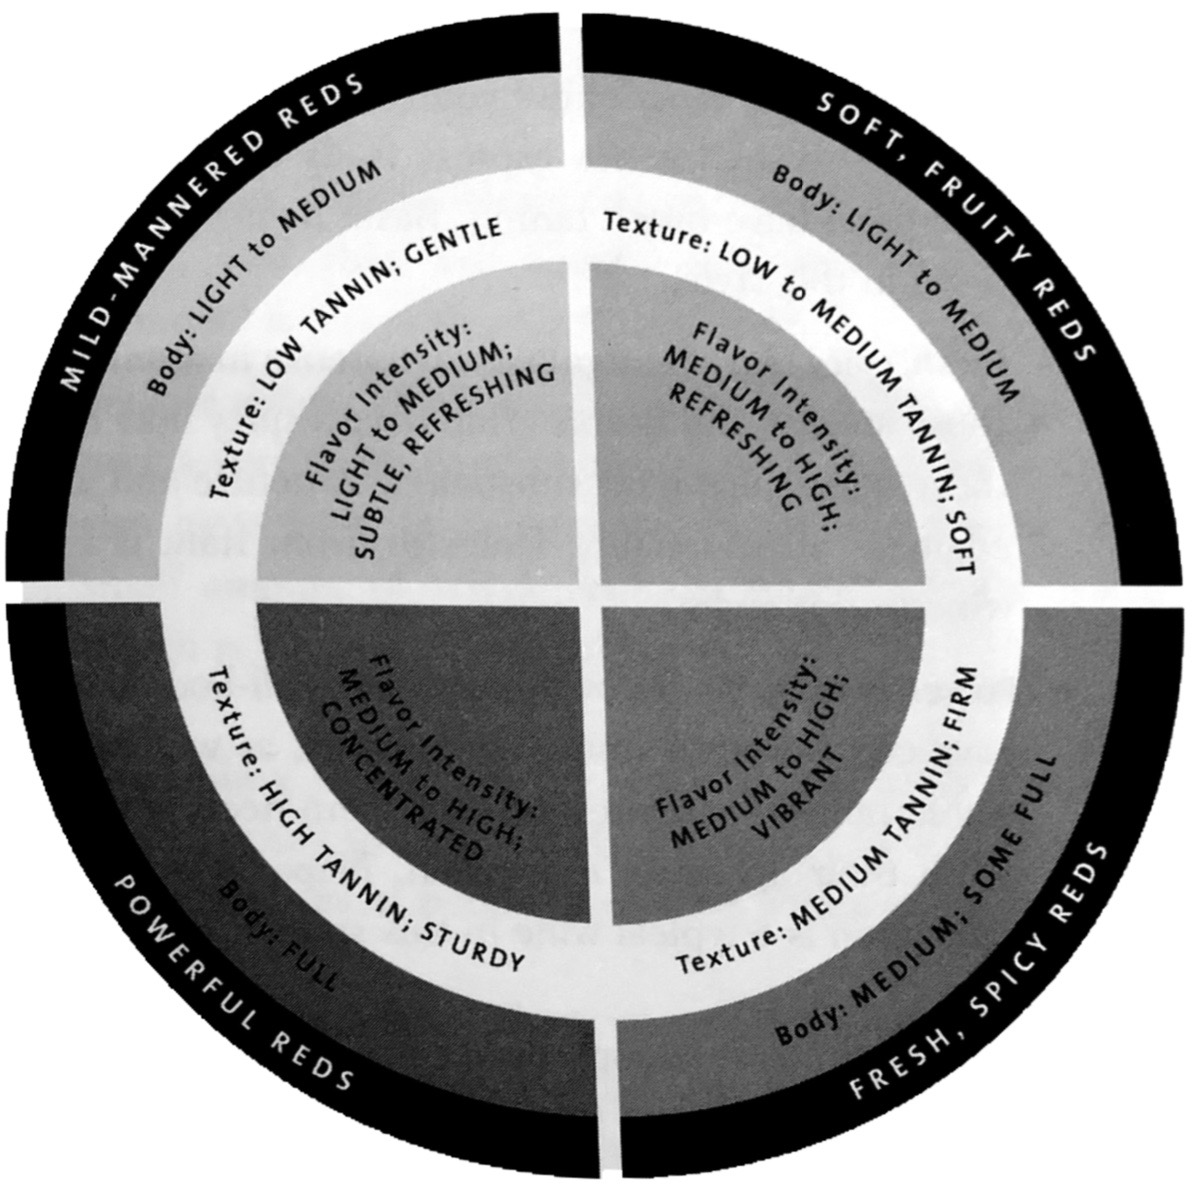 MILD-MANNERED REDS
Body: LIGHT to MEDIUM
Texture: LOW TANNIN; GENTLE
Flavor Intensity:
LIGHT to MEDIUM;
SUBTLE, REFRESHING
SOFT, FRUITY REDS
Body: LIGHT to MEDIUM
Texture: LOW to MEDIUM TANNIN; SOFT
Flavor Intensity:
MEDIUM to HIGH;
REFRESHING
POWERFUL REDS
Body: FULL
Texture: HIGH TANNIN; STURDY
Flavor Intensity:
MEDIUM to HIGH;
CONCENTRATED
FRESH, SPICY REDS
Body: MEDIUM; SOME FULL
Texture: MEDIUM TANNIN; FIRM
Flavor Intensity:
MEDIUM to HIGH;
VIBRANT